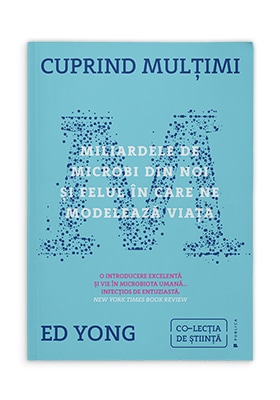 CUPRIND MULȚIMI
MILIARDELE DE
MICROBI DIN NOI
ȘI FELUL ÎN CARE NE
MODELEAZĂ VIAȚA
O INTRODUCERE EXCELENTĂ
ȘI VIE ÎN MICROBIOTA UMANĂ...
INFECȚIOS DE ENTUZIASTĂ.
NEW YORK TIMES BOOK REVIEW
ED YONG
CO-LECȚIA
DE ȘTIINȚĂ
PUBLICA